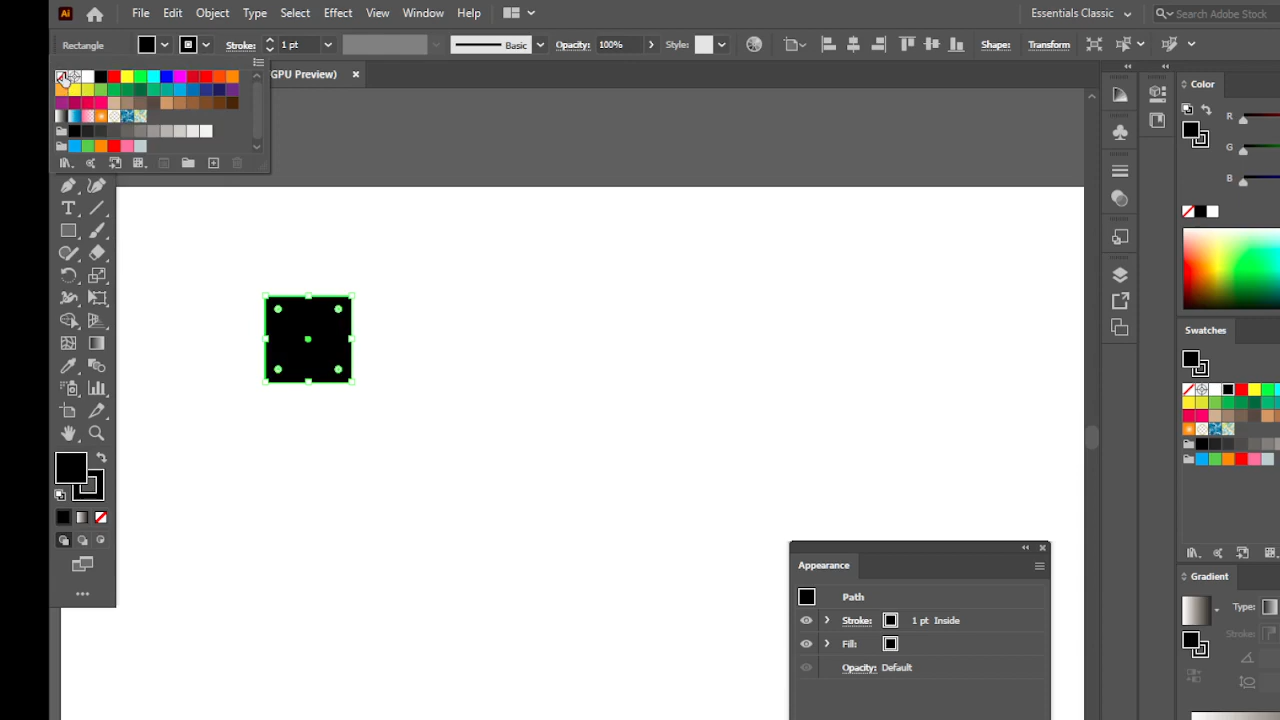 Ai File Edit Object Type Select Effect View Window Help Essentials Classic Search Adobe Stock
Rectangle Stroke: 1 pt Basic Opacity: 100% Style: Shape: Transform
GPU Preview)
Color
R
G
B
Swatches
Appearance
Path
Stroke: 1 pt Inside
Fill:
Opacity: Default
Gradient
Type:
Stroke: